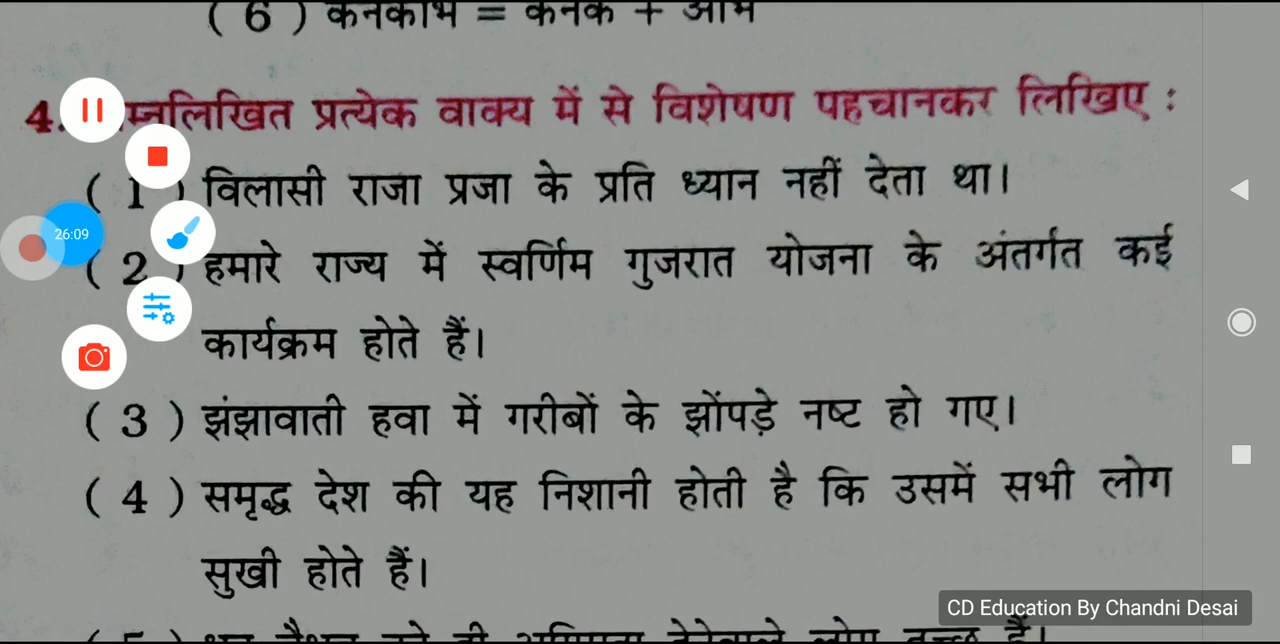 ( 6 ) कनकाभ = कनक + आभ
4. म्नलिखित प्रत्येक वाक्य में से विशेषण पहचानकर लिखिए :
( 1 ) विलासी राजा प्रजा के प्रति ध्यान नहीं देता था।
26:09
( 2 ) हमारे राज्य में स्वर्णिम गुजरात योजना के अंतर्गत कई
कार्यक्रम होते हैं।
( 3 ) झंझावाती हवा में गरीबों के झोंपड़े नष्ट हो गए।
( 4 ) समृद्ध देश की यह निशानी होती है कि उसमें सभी लोग
सुखी होते हैं।
CD Education By Chandni Desai